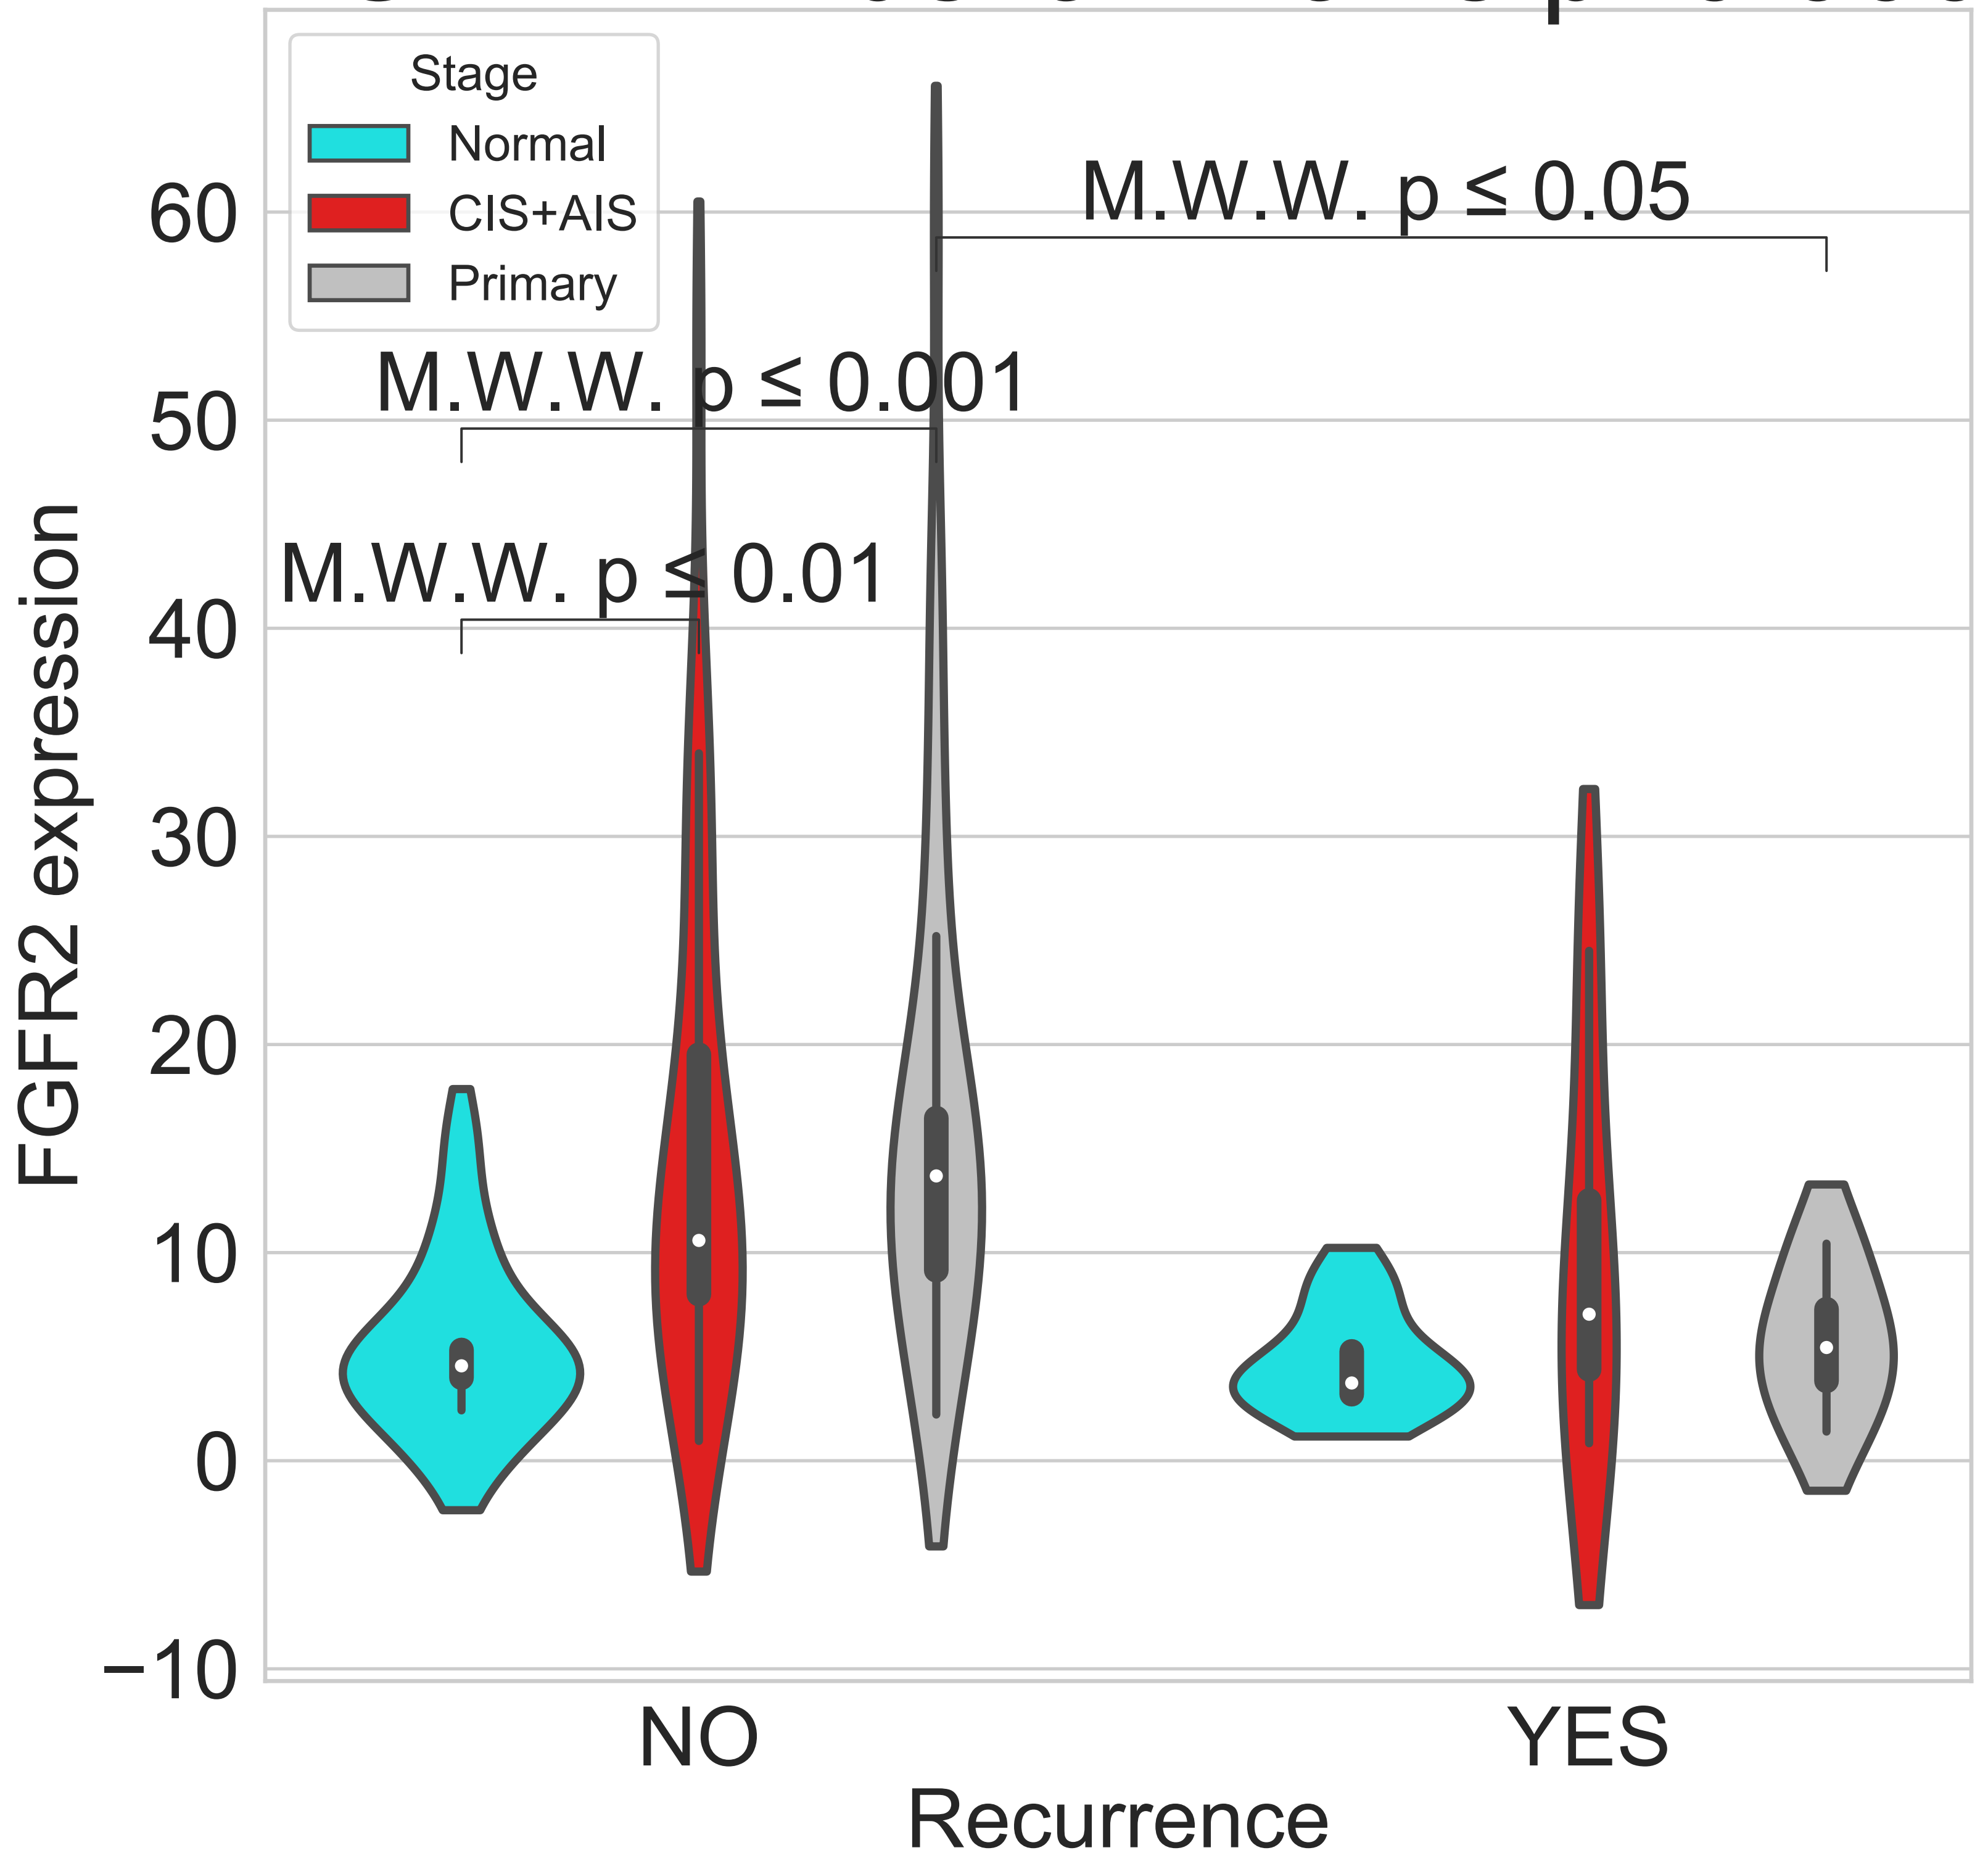 Stage
Normal
CIS+AIS
Primary
M.W.W. p ≤ 0.05
M.W.W. p ≤ 0.001
M.W.W. p ≤ 0.01
60
50
40
30
20
10
0
−10
FGFR2 expression
NO
YES
Recurrence